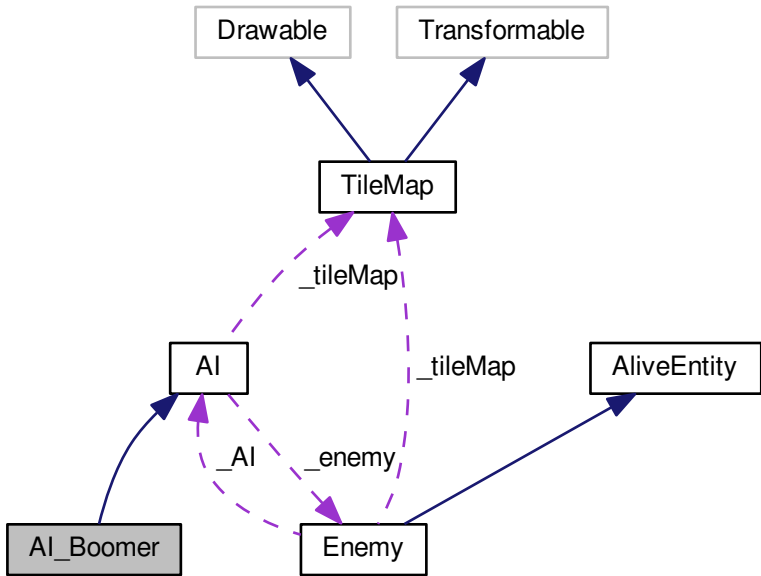 Drawable
Transformable
TileMap
_tileMap
AI
_tileMap
AliveEntity
_AI
_enemy
AI_Boomer
Enemy